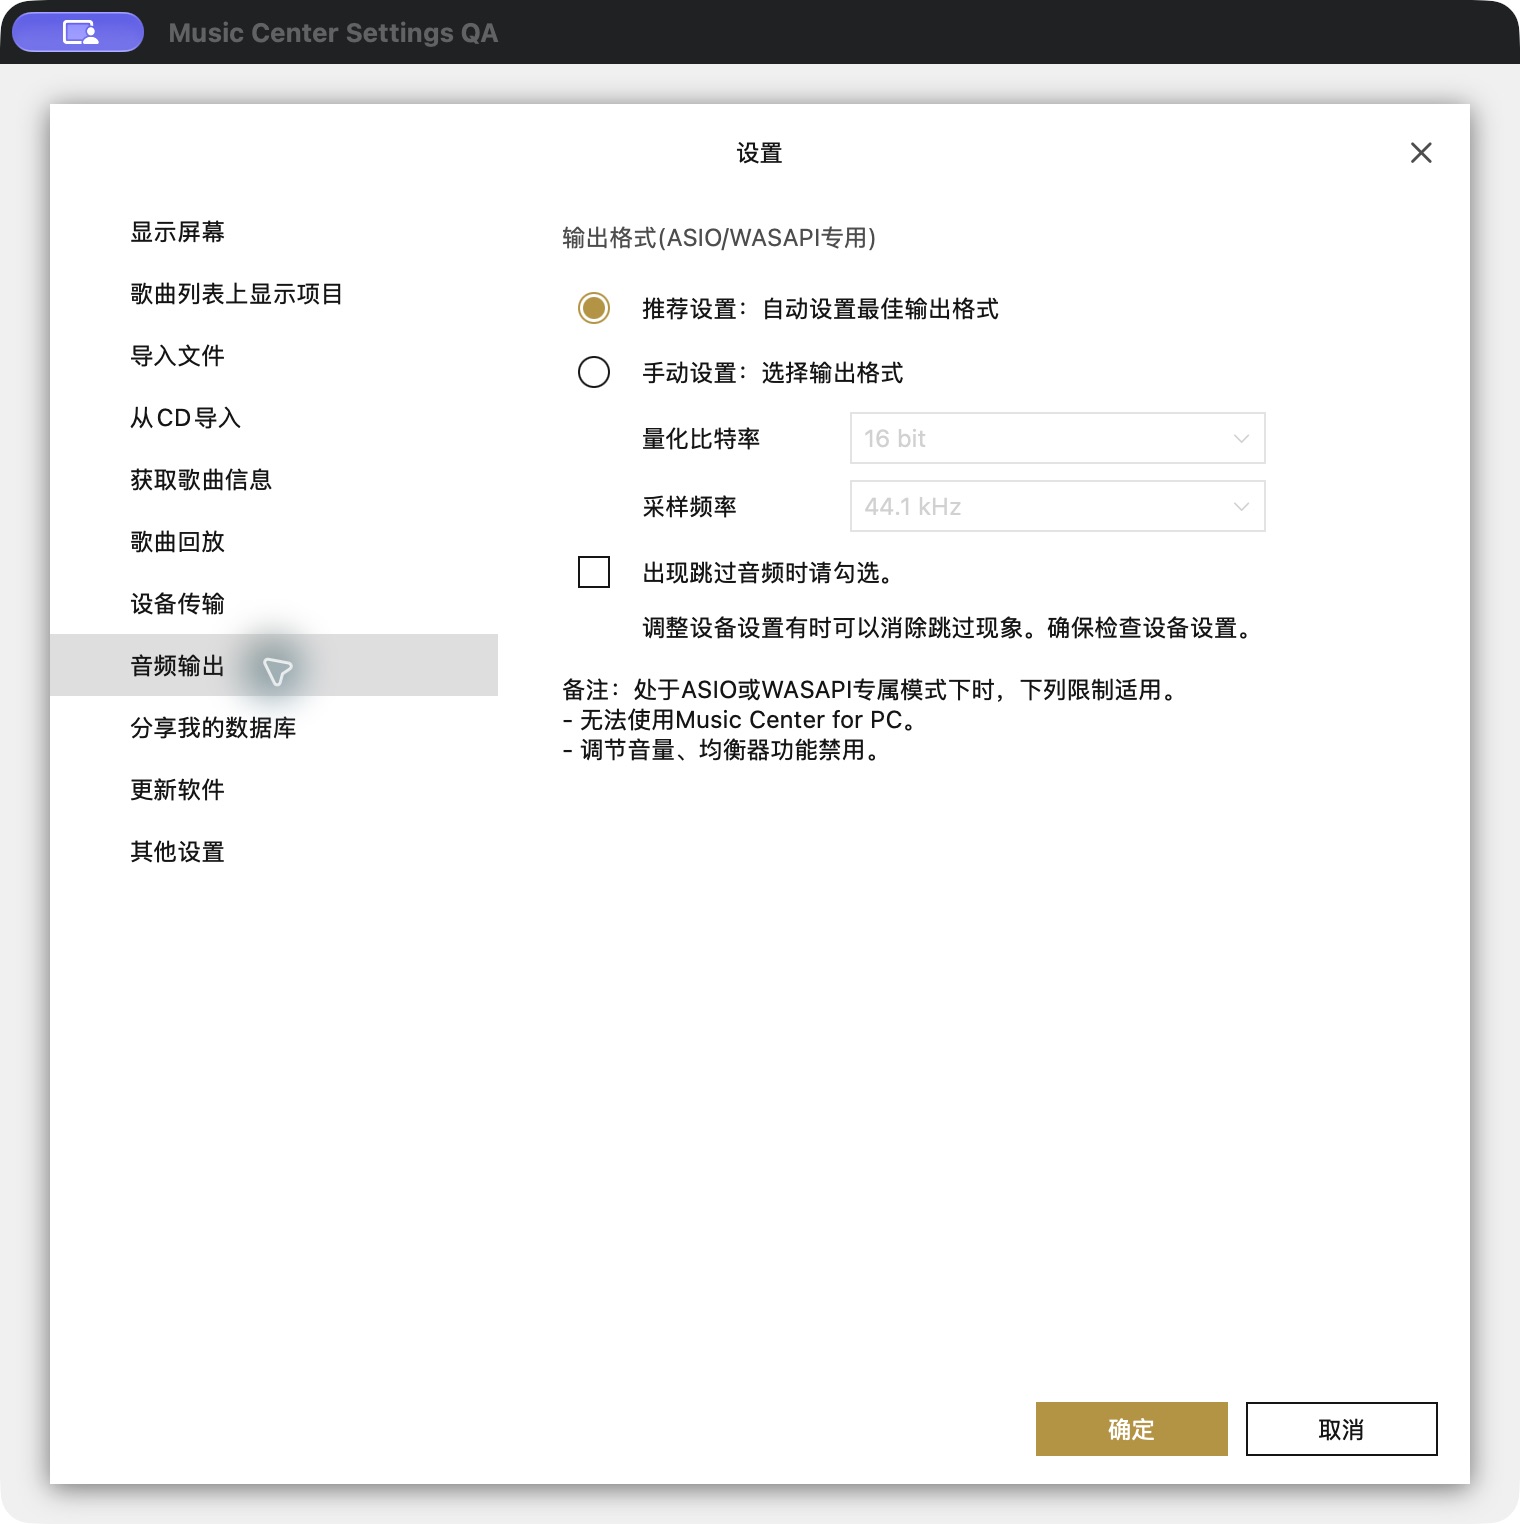 Music Center Settings QA
设置
显示屏幕
歌曲列表上显示项目
导入文件
从CD导入
获取歌曲信息
歌曲回放
设备传输
音频输出
分享我的数据库
更新软件
其他设置
输出格式(ASIO/WASAPI专用)
推荐设置：自动设置最佳输出格式
手动设置：选择输出格式
量化比特率
16 bit
采样频率
44.1 kHz
出现跳过音频时请勾选。
调整设备设置有时可以消除跳过现象。确保检查设备设置。
备注：处于ASIO或WASAPI专属模式下时，下列限制适用。
- 无法使用Music Center for PC。
- 调节音量、均衡器功能禁用。
确定
取消